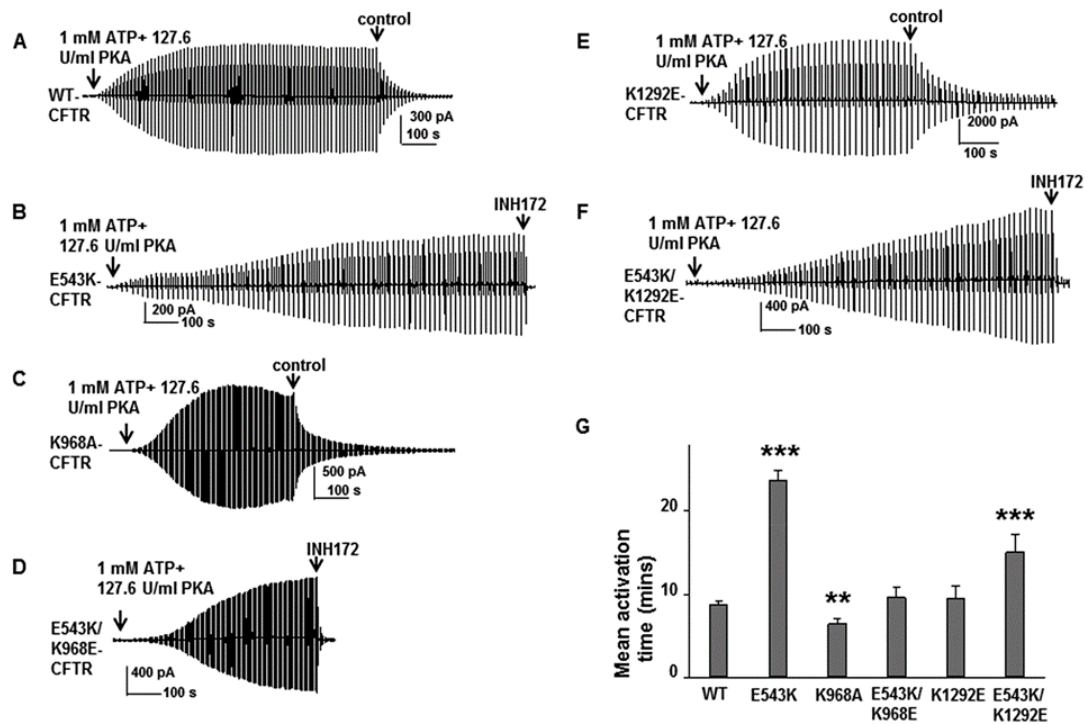 A
1 mM ATP+ 127.6
U/ml PKA
control
WT-
CFTR
300 pA
100 s
B
1 mM ATP+
127.6 U/ml PKA
INH172
E543K-
CFTR
200 pA
100 s
C
1 mM ATP+ 127.6
U/ml PKA
control
K968A-
CFTR
500 pA
100 s
D
1 mM ATP+
127.6 U/ml PKA
INH172
E543K/
K968E-
CFTR
400 pA
100 s
E
1 mM ATP+ 127.6
U/ml PKA
control
K1292E-
CFTR
2000 pA
100 s
F
1 mM ATP+ 127.6
U/ml PKA
INH172
E543K/
K1292E-
CFTR
400 pA
100 s
G
Mean activation
time (mins)
20
10
0
***
**
***
WT
E543K
K968A
E543K/
K968E
K1292E
E543K/
K1292E